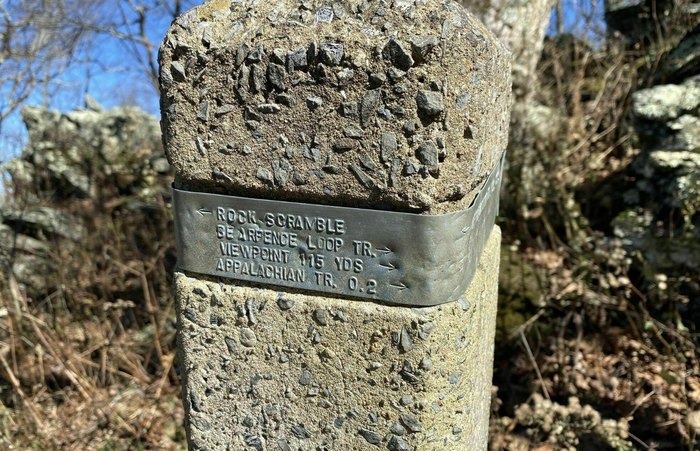 ← ROCK SCRAMBLE
BEARFENCE LOOP TR. →
VIEWPOINT 115 YDS →
APPALACHIAN TR. 0.2 →